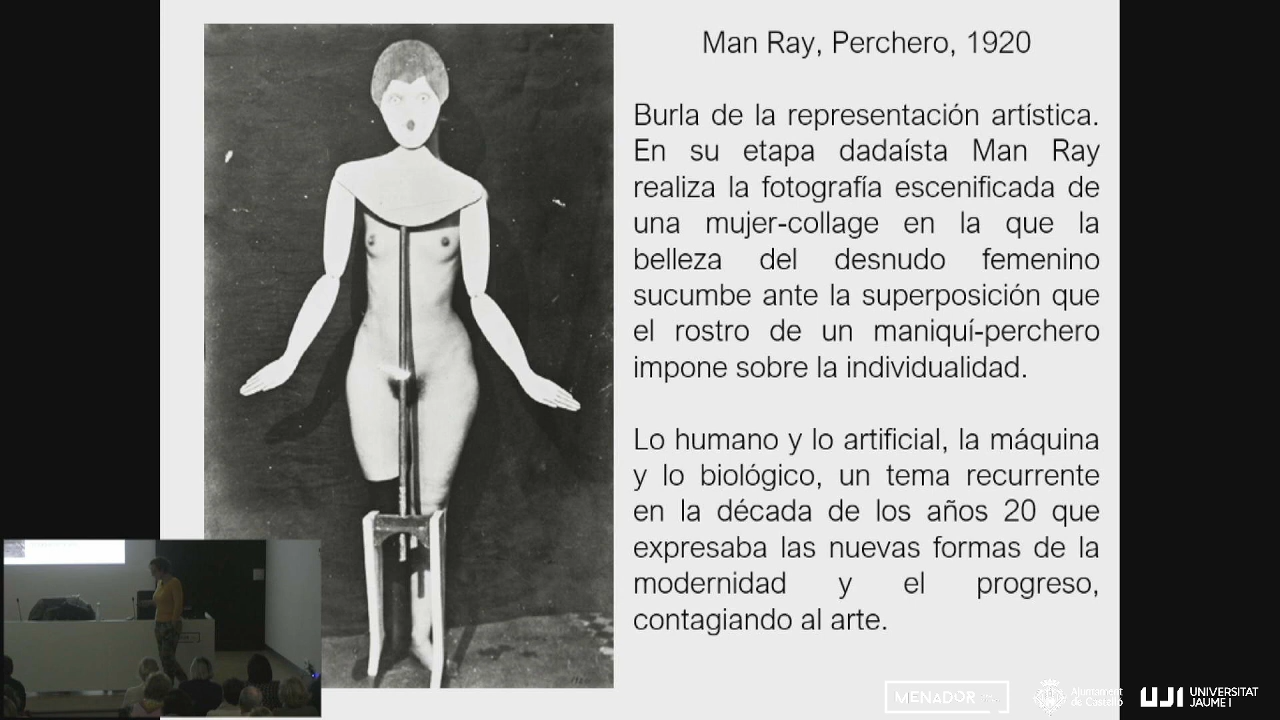 Man Ray, Perchero, 1920
Burla de la representación artística.
En su etapa dadaísta Man Ray
realiza la fotografía escenificada de
una mujer-collage en la que la
belleza del desnudo femenino
sucumbe ante la superposición que
el rostro de un maniquí-perchero
impone sobre la individualidad.
Lo humano y lo artificial, la máquina
y lo biológico, un tema recurrente
en la década de los años 20 que
expresaba las nuevas formas de la
modernidad y el progreso,
contagiando al arte.
MENADOR
Ajuntament
de Castelló
UJI UNIVERSITAT
JAUME I